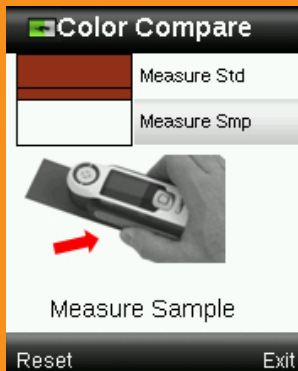 Color Compare
Measure Std
Measure Smp
Measure Sample
Reset Exit